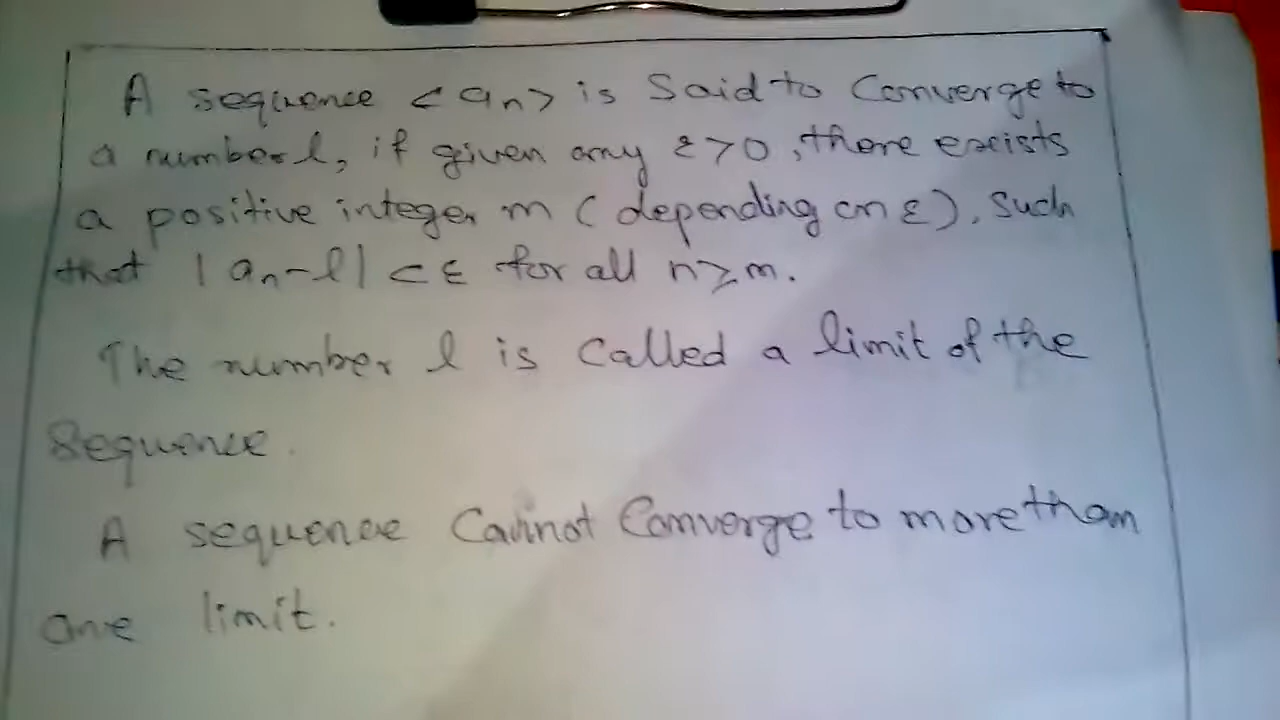 A sequence <an> is Said to Converge to
a number l, if given any ε>0, there exists
a positive integer m (depending on ε), Such
that |an-l| <ε for all n≥m.
The number l is Called a limit of the
Sequence.
A sequence Cannot Converge to more than
one limit.